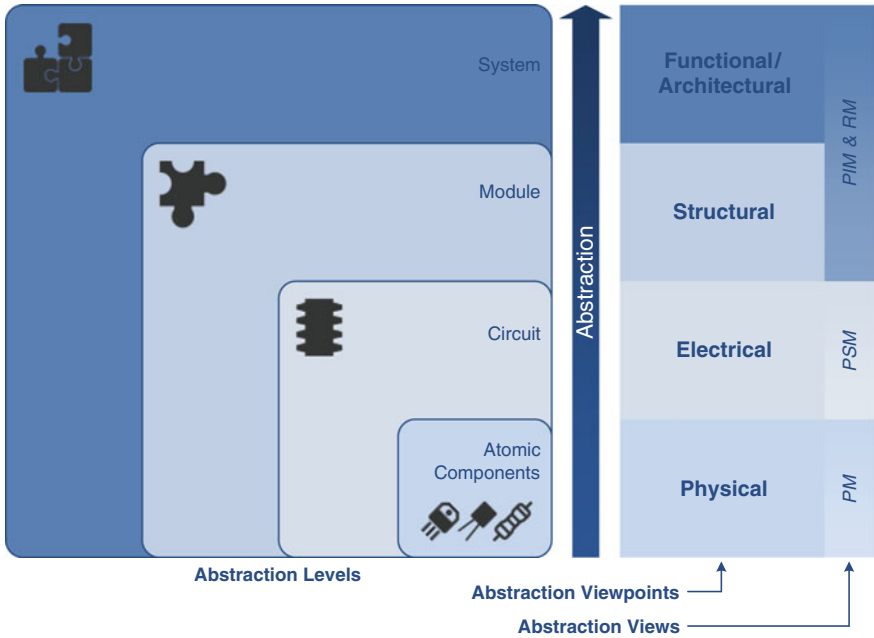 System
Module
Circuit
Atomic
Components
Abstraction Levels
Abstraction
Functional/
Architectural
Structural
Electrical
Physical
PIM & RM
PSM
PM
Abstraction Viewpoints
Abstraction Views